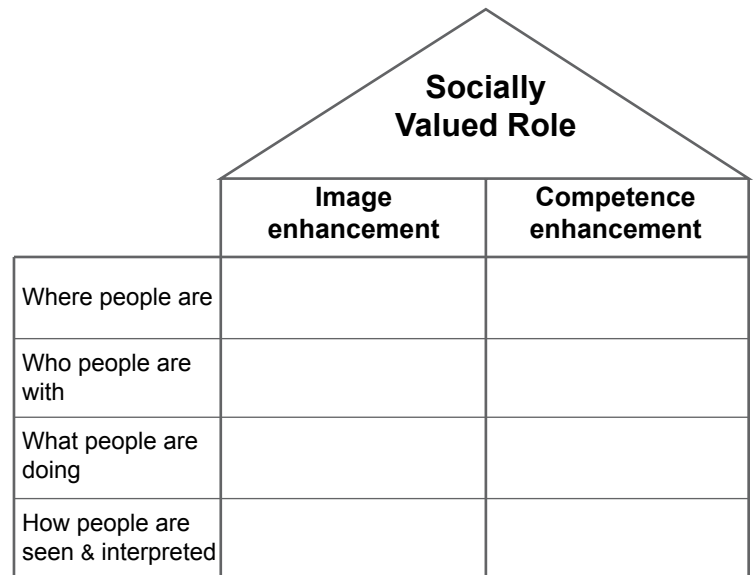 Socially
Valued Role
Image
enhancement
Competence
enhancement
Where people are
Who people are
with
What people are
doing
How people are
seen & interpreted